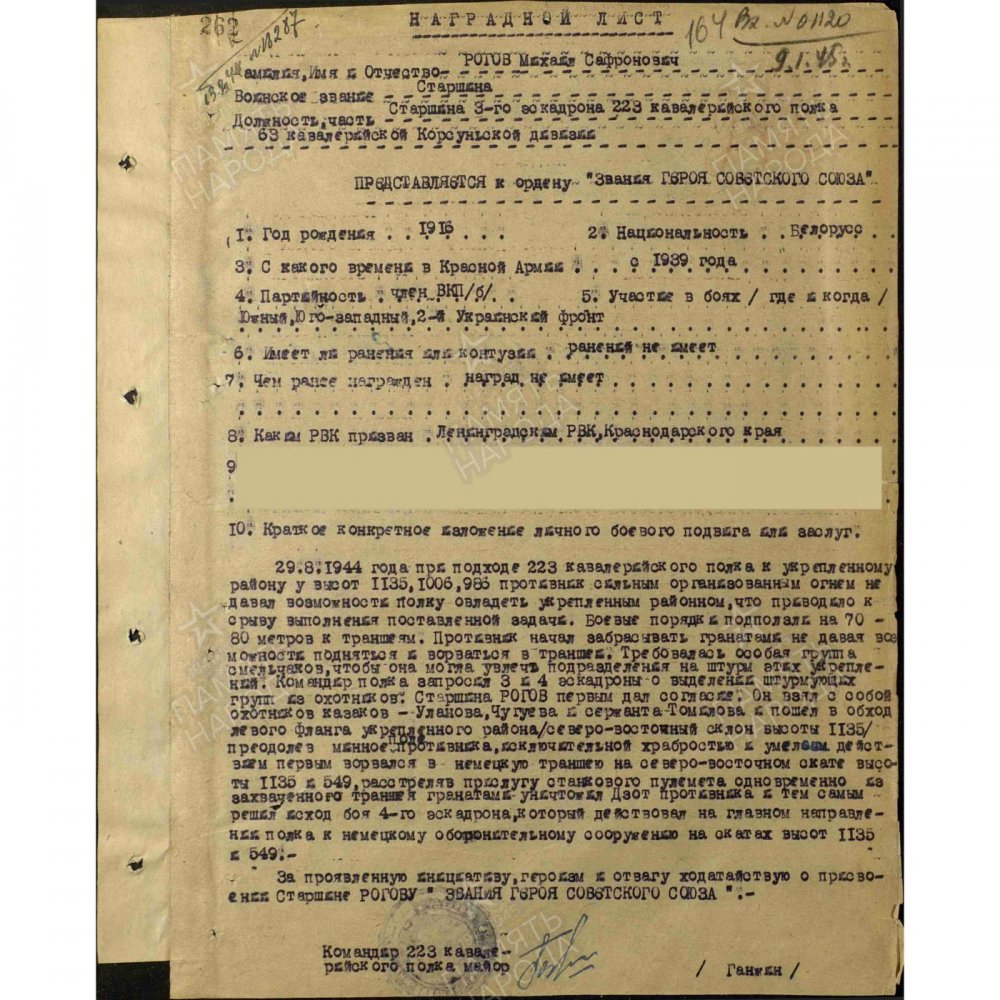 262
НАГРАДНОЙ ЛИСТ
164 Вх. №01120
9.1.45г.
РОГОВ Михаил Сафронович
Фамилия,Имя и Отчество
Воинское звание Старшина
Должность,часть Старшина 3-го эскадрона 223 кавалерийского полка
63 кавалерийской Корсуньской дивизии
ПРЕДСТАВЛЯЕТСЯ к ордену "Звания ГЕРОЯ СОВЕТСКОГО СОЮЗА"
1. Год рождения . . 1916 . . . 2. Национальность . . Белорусс
3. С какого времени в Красной Армии . . . . с 1939 года
4. Партийность . член ВКП/б/. 5. Участие в боях / где и когда /
Южный,Юго-западный,2-й Украинский фронт
6. Имеет ли ранения или контузии . ранений не имеет
7. Чем ранее награжден . наград не имеет
8. Каким РВК призван . Ленинградским РВК,Краснодарского края
9
10. Краткое конкретное изложение личного боевого подвига или заслуг.
29.8.1944 года при подходе 223 кавалерийского полка к укрепленному
району у высот 1135,1006,986 противник сильным организованным огнем не
давал возможности полку овладеть укрепленным районном,что приводило к
срыву выполнения поставленной задачи. Боевые порядки подползли на 70 -
80 метров к траншеям. Противник начал забрасывать гранатами не давая воз
можности подняться и ворваться в траншеи. Требовалась особая группа
смельчаков,чтобы она могла увлечь подразделения на штурм этих укрепле-
ний. Командир полка запросил 3 и 4 эскадроны о выделении штурмующих
групп из охотников. Старшина РОГОВ первым дал согласие. Он взял с собой
охотников казаков - Уланова,Чугуева и сержанта-Томилова и пошел в обход
левого фланга укрепленного района/северо-восточный склон высоты 1135/
преодолев минное поле противника,исключительной храбростью и умелым дейст-
вием первым ворвался в немецкую траншею на северо-восточном скате высо-
ты 1135 и 549,расстреляв прислугу станкового пулемета одновременно из
захваченного траншея гранатами уничтожил Дзот противника и тем самым
решил исход боя 4-го эскадрона,который действовал на главном направле-
нии полка к немецкому оборонительному сооружению на скатах высот 1135
и 549.-
За проявленную инициативу,героизм и отвагу ходатайствую о присво-
ении Старшине РОГОВУ " ЗВАНИЯ ГЕРОЯ СОВЕТСКОГО СОЮЗА ".-
Командир 223 кавале-
рийского полка майор / Ганжин /
ПАМЯТЬ НАРОДА